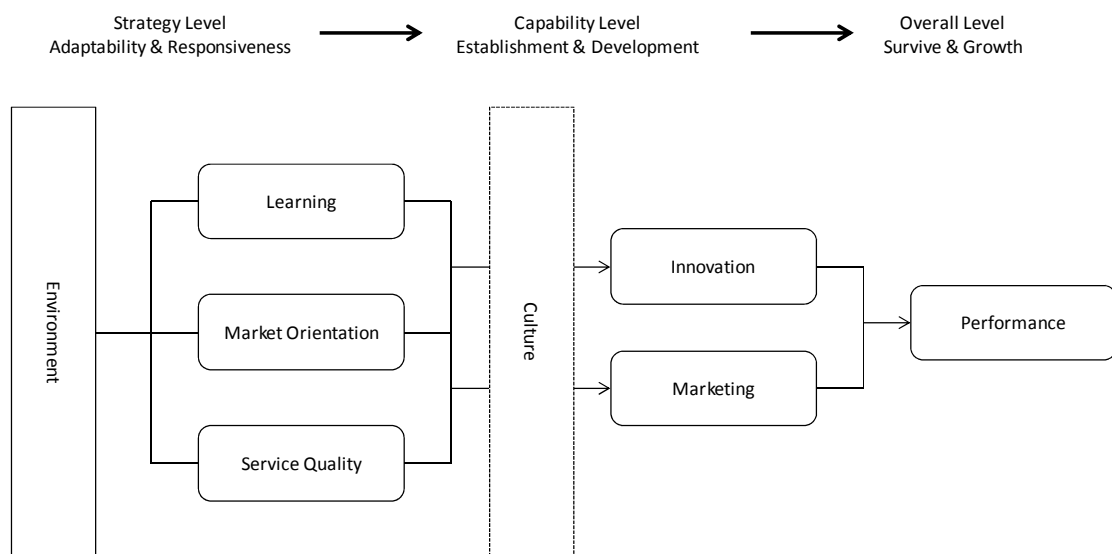 Strategy Level
Adaptability & Responsiveness
Capability Level
Establishment & Development
Overall Level
Survive & Growth
Environment
Learning
Market Orientation
Service Quality
Culture
Innovation
Marketing
Performance